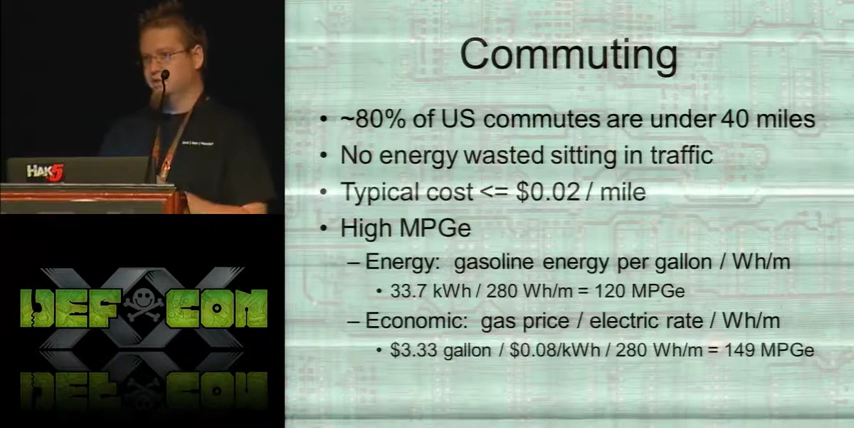 Commuting
• ~80% of US commutes are under 40 miles
• No energy wasted sitting in traffic
• Typical cost <= $0.02 / mile
• High MPGe
– Energy: gasoline energy per gallon / Wh/m
• 33.7 kWh / 280 Wh/m = 120 MPGe
– Economic: gas price / electric rate / Wh/m
• $3.33 gallon / $0.08/kWh / 280 Wh/m = 149 MPGe
HAK5
DEF CON
XX